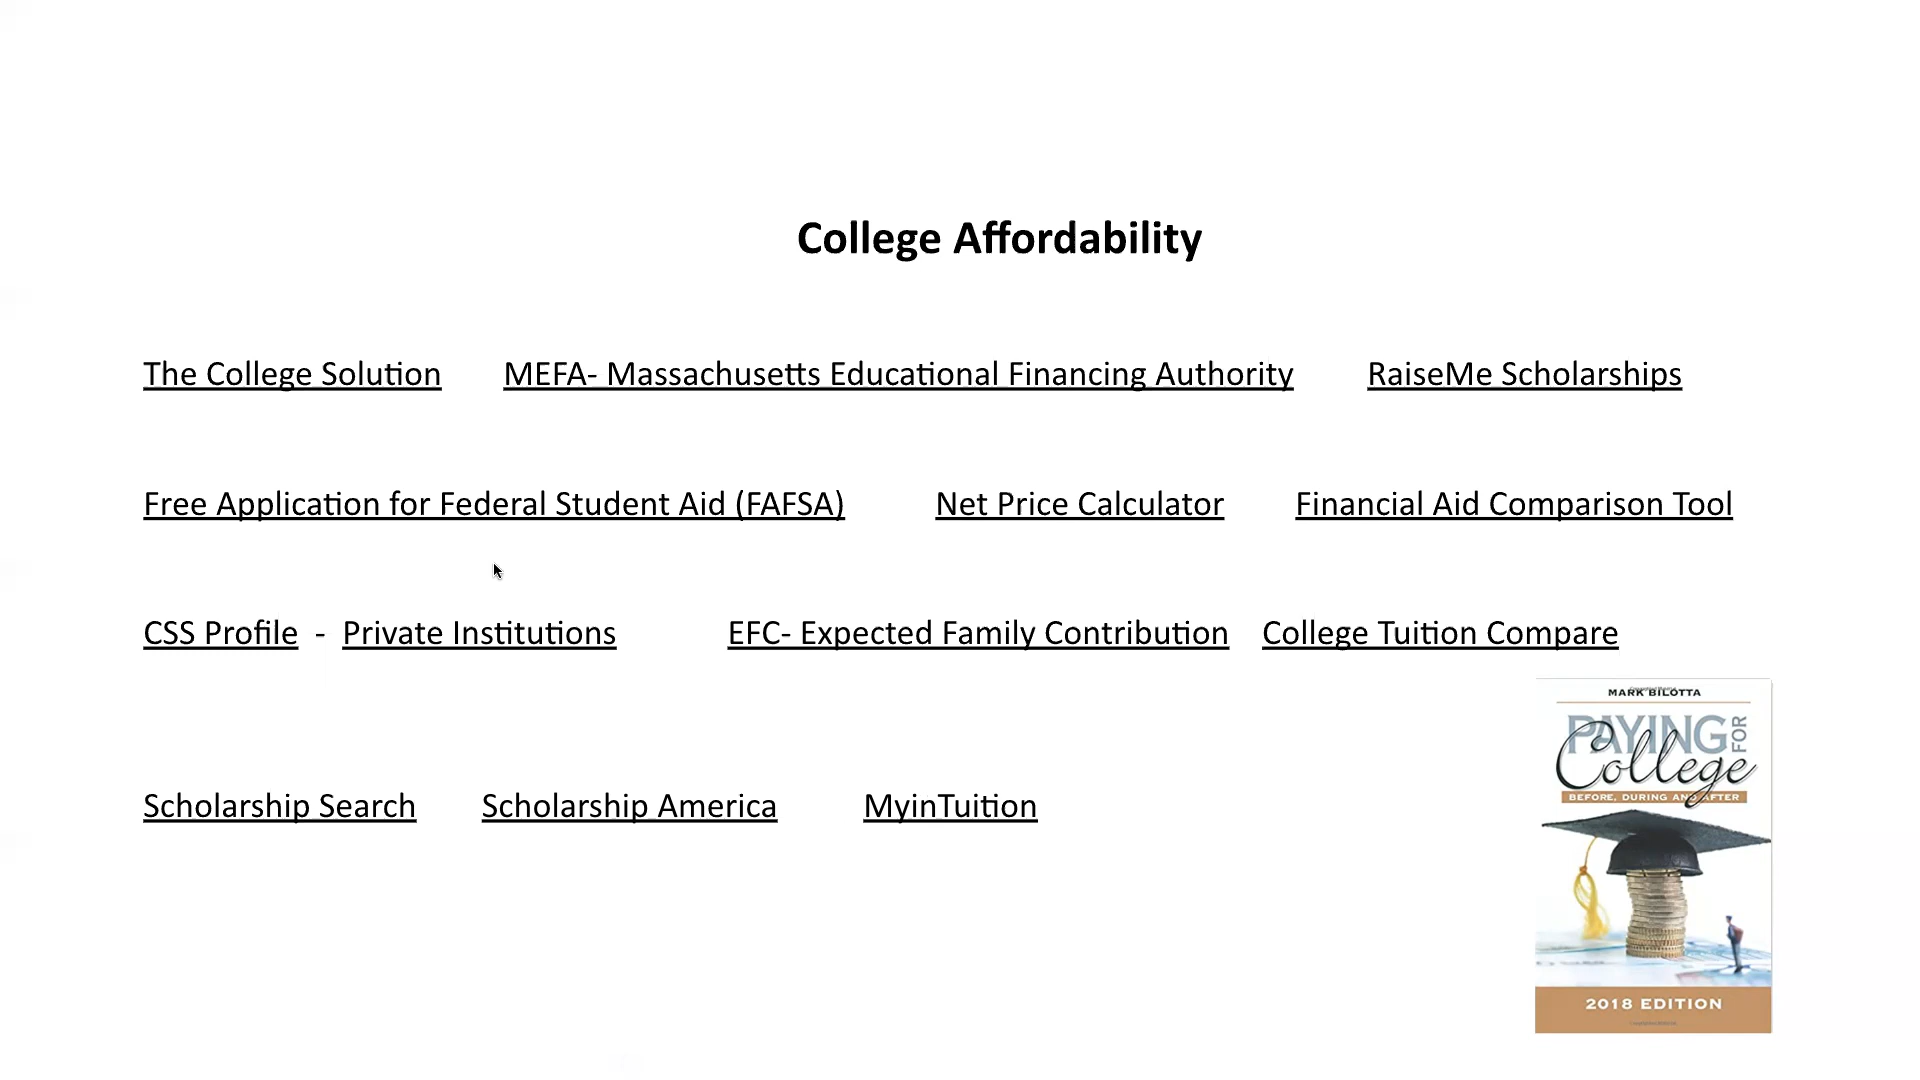 College Affordability
The College Solution MEFA- Massachusetts Educational Financing Authority RaiseMe Scholarships
Free Application for Federal Student Aid (FAFSA) Net Price Calculator Financial Aid Comparison Tool
CSS Profile - Private Institutions EFC- Expected Family Contribution College Tuition Compare
Scholarship Search Scholarship America MyinTuition
MARK BILOTTA
PAYING FOR
College
BEFORE, DURING AND AFTER
2018 EDITION